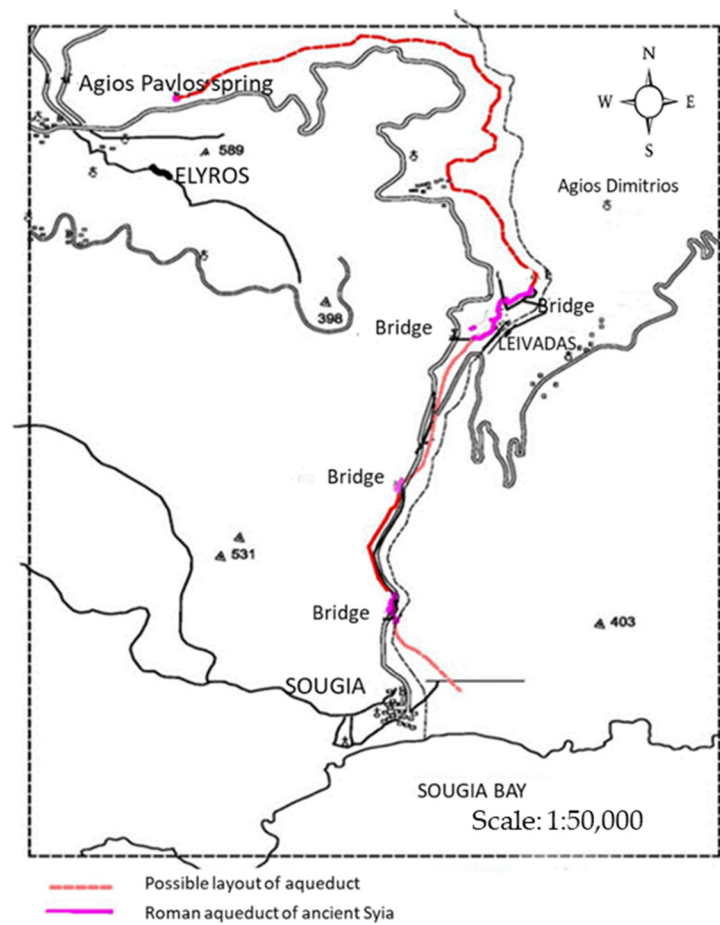 N
W E
S
Agios Pavlos spring
589
ELYROS
Agios Dimitrios
398
Bridge
Bridge
LEIVADAS
Bridge
531
Bridge
403
SOUGIA
SOUGIA BAY
Scale: 1:50,000
Possible layout of aqueduct
Roman aqueduct of ancient Syia